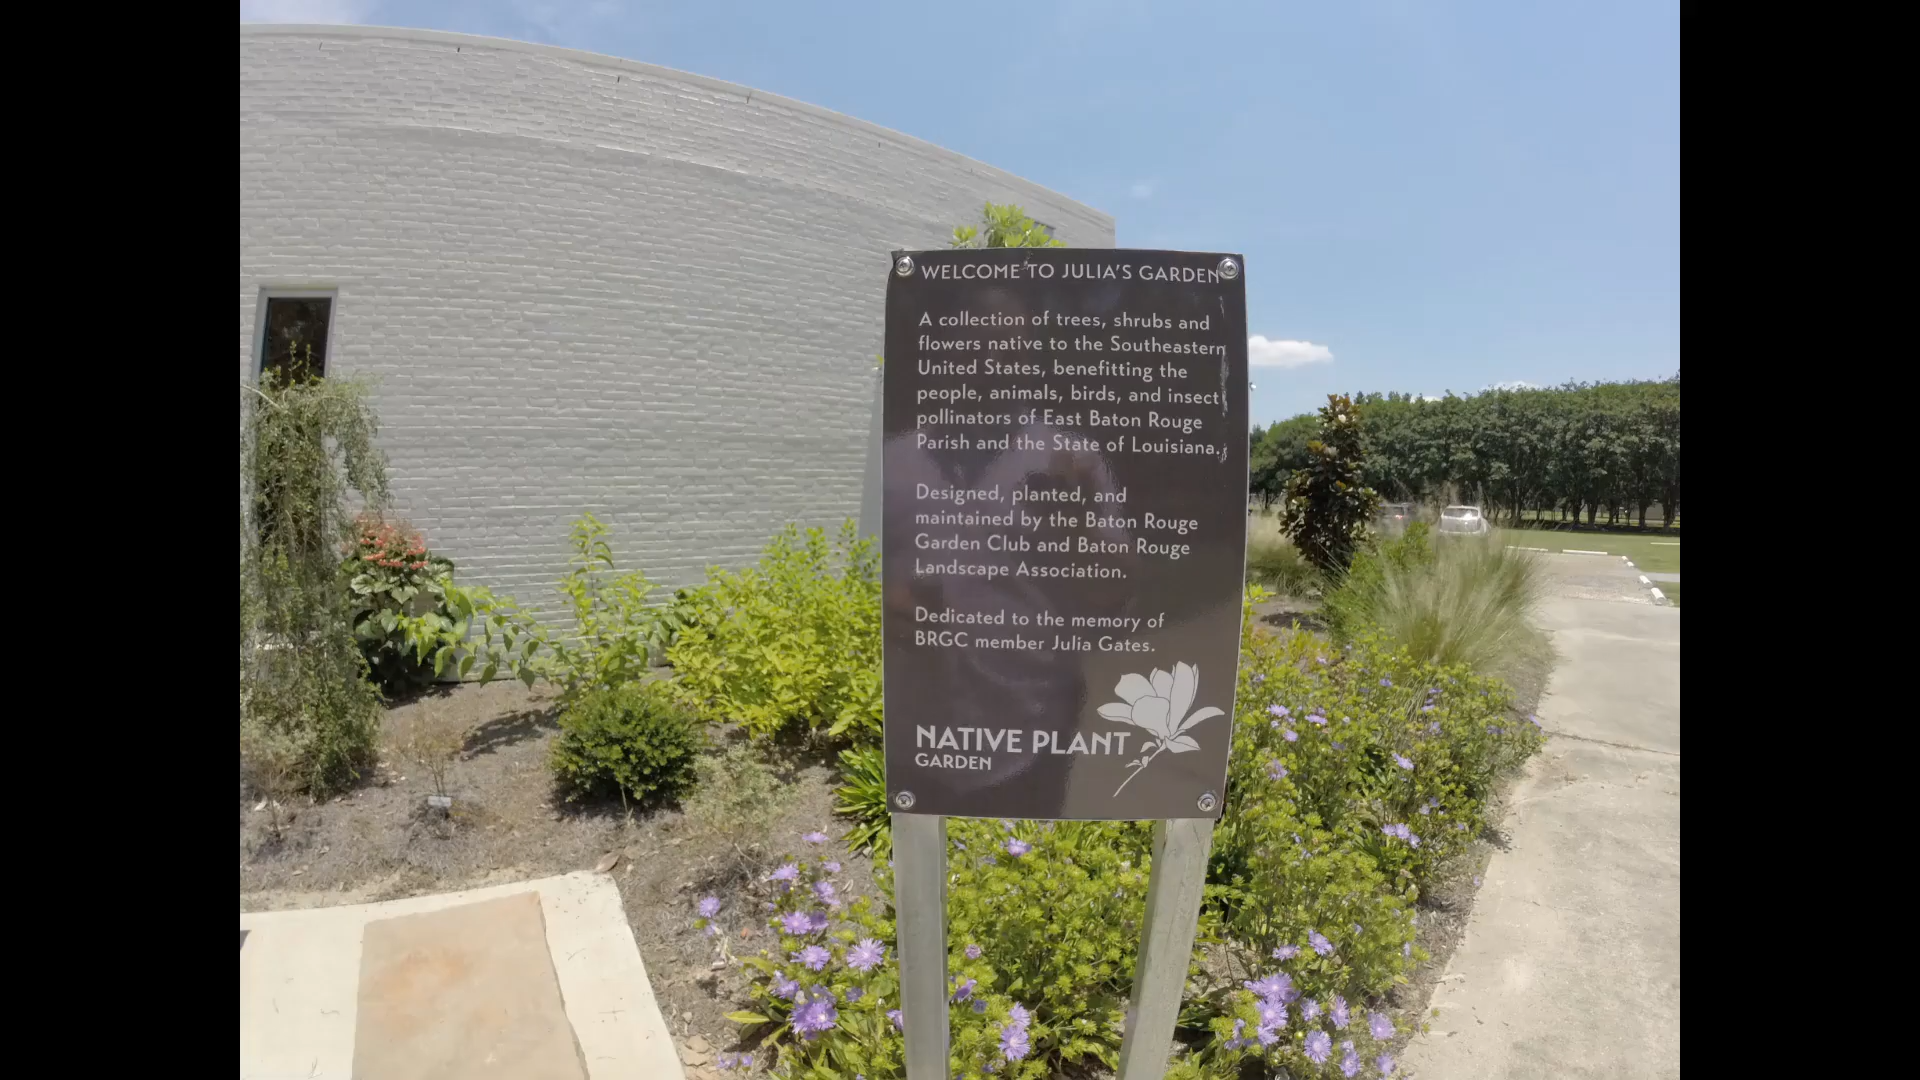 WELCOME TO JULIA'S GARDEN
A collection of trees, shrubs and
flowers native to the Southeastern
United States, benefitting the
people, animals, birds, and insect
pollinators of East Baton Rouge
Parish and the State of Louisiana.
Designed, planted, and
maintained by the Baton Rouge
Garden Club and Baton Rouge
Landscape Association.
Dedicated to the memory of
BRGC member Julia Gates.
NATIVE PLANT
GARDEN